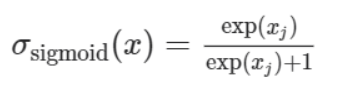 σ_sigmoid(x) = exp(x_j) / exp(x_j)+1